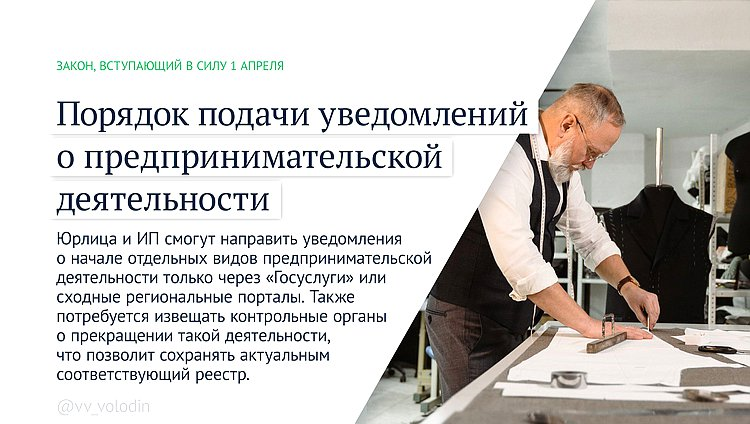 ЗАКОН, ВСТУПАЮЩИЙ В СИЛУ 1 АПРЕЛЯ
Порядок подачи уведомлений
о предпринимательской
деятельности
Юрлица и ИП смогут направить уведомления
о начале отдельных видов предпринимательской
деятельности только через «Госуслуги» или
сходные региональные порталы. Также
потребуется извещать контрольные органы
о прекращении такой деятельности,
что позволит сохранять актуальным
соответствующий реестр.
@vv_volodin